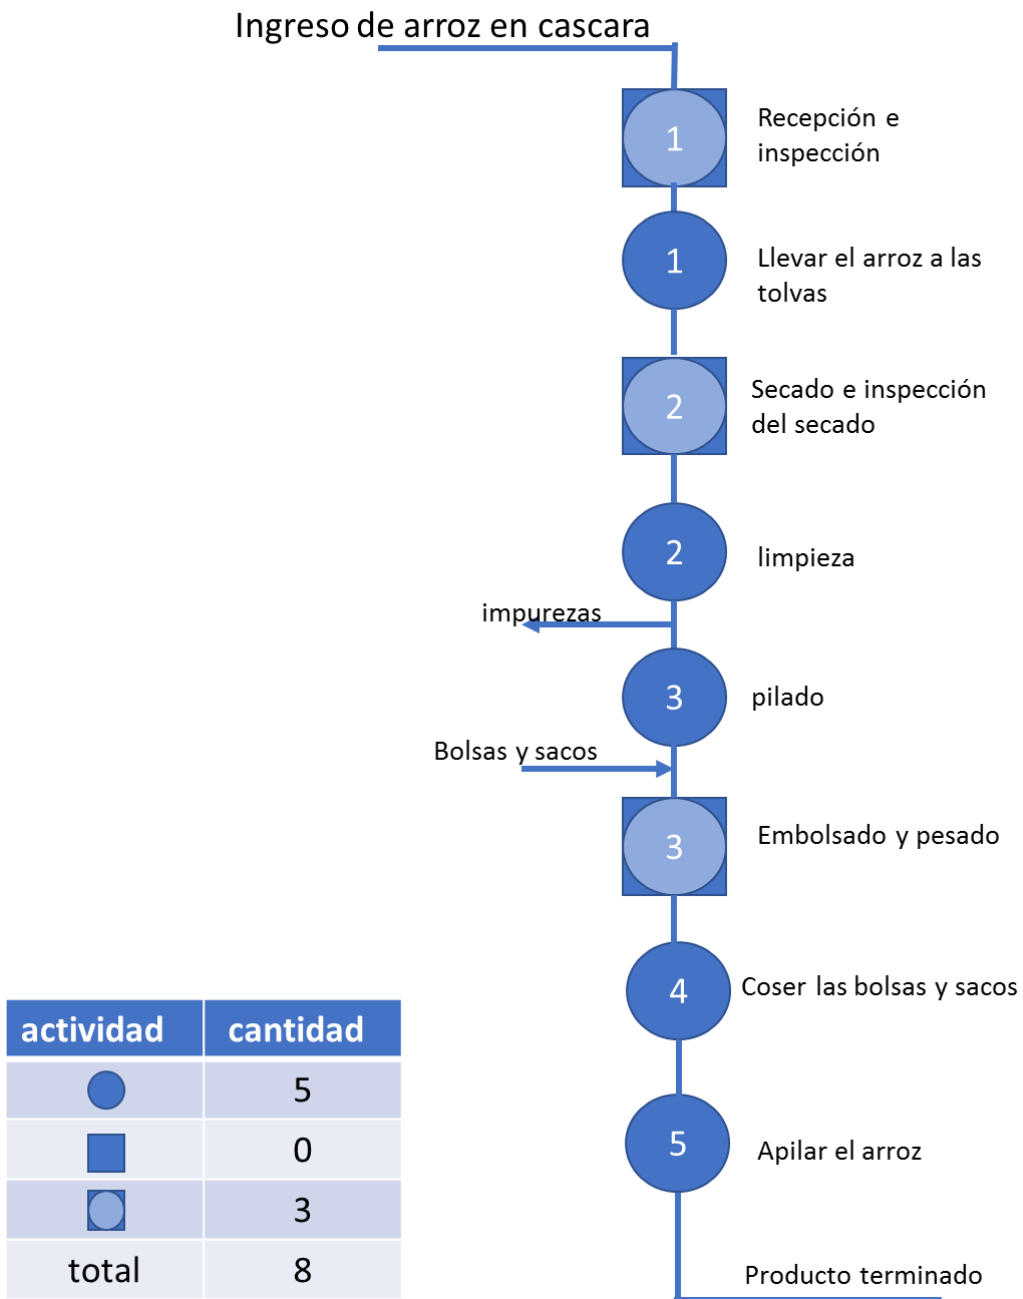 Ingreso de arroz en cascara
1
Recepción e
inspección
1
Llevar el arroz a las
tolvas
2
Secado e inspección
del secado
2
limpieza
impurezas
3
pilado
Bolsas y sacos
3
Embolsado y pesado
4
Coser las bolsas y sacos
5
Apilar el arroz
Producto terminado
actividad cantidad
5
0
3
total 8